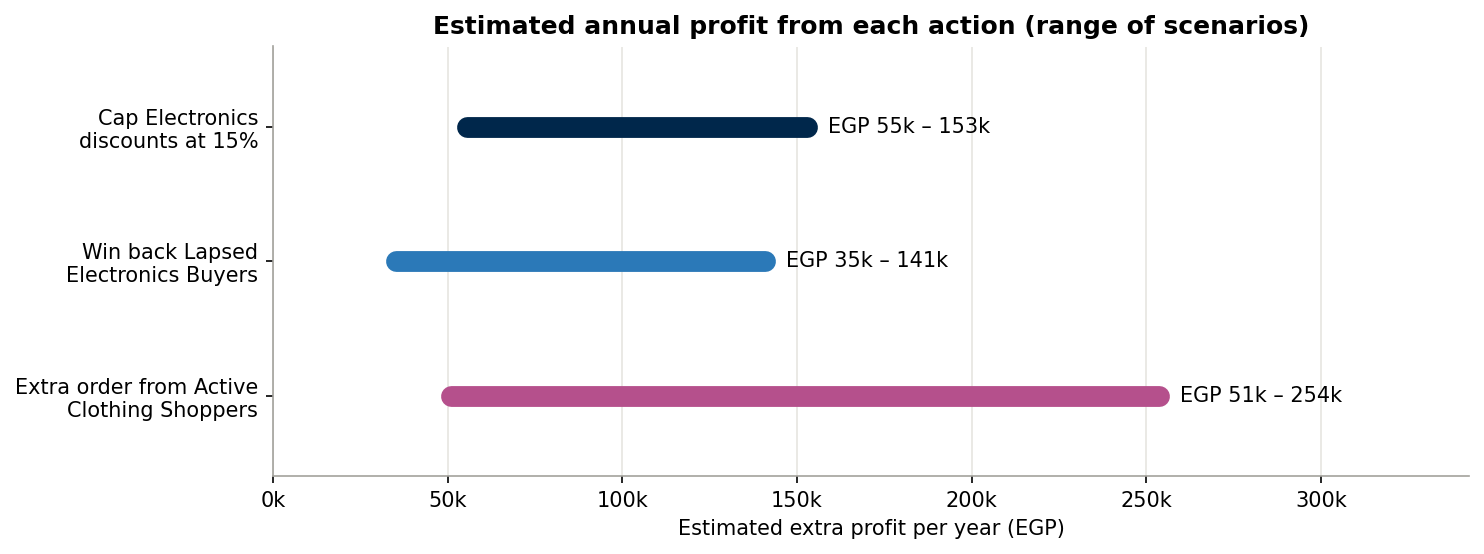 Estimated annual profit from each action (range of scenarios)
Cap Electronics
discounts at 15%
EGP 55k – 153k
Win back Lapsed
Electronics Buyers
EGP 35k – 141k
Extra order from Active
Clothing Shoppers
EGP 51k – 254k
0k 50k 100k 150k 200k 250k 300k
Estimated extra profit per year (EGP)